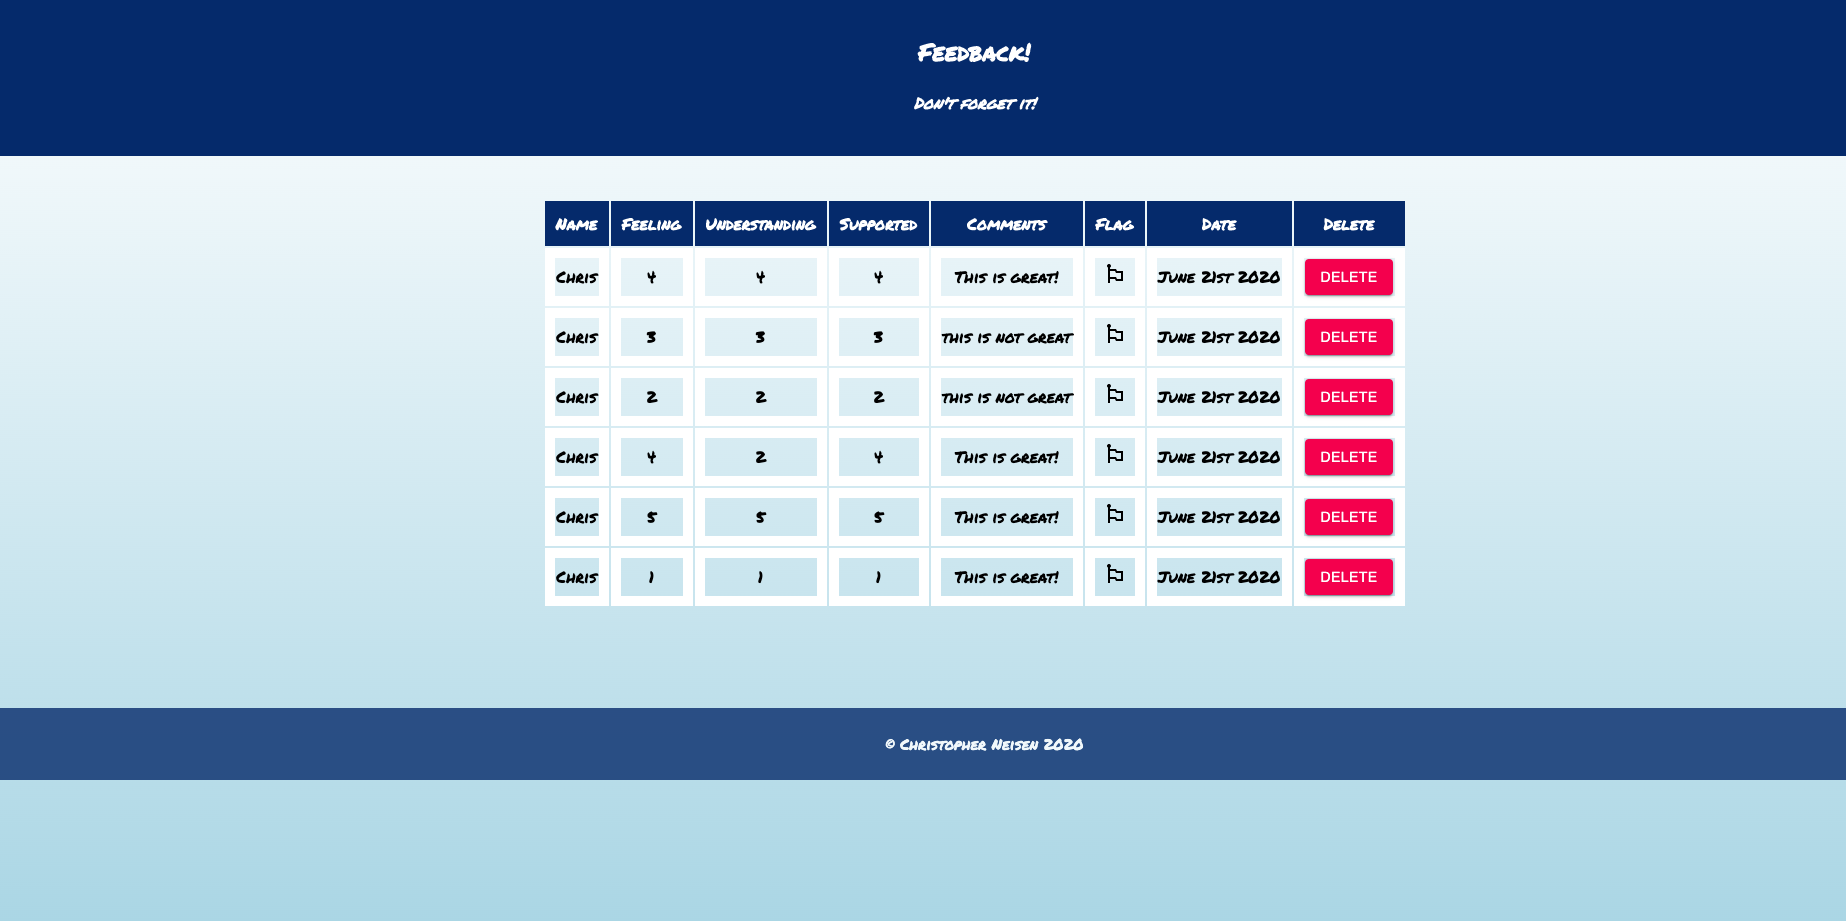 Feedback!
Don't forget it!
Name Feeling Understanding Supported Comments Flag Date Delete
Chris 4 4 4 This is great! June 21st 2020 DELETE
Chris 3 3 3 this is not great June 21st 2020 DELETE
Chris 2 2 2 this is not great June 21st 2020 DELETE
Chris 4 2 4 This is great! June 21st 2020 DELETE
Chris 5 5 5 This is great! June 21st 2020 DELETE
Chris 1 1 1 This is great! June 21st 2020 DELETE
© Christopher Neisen 2020